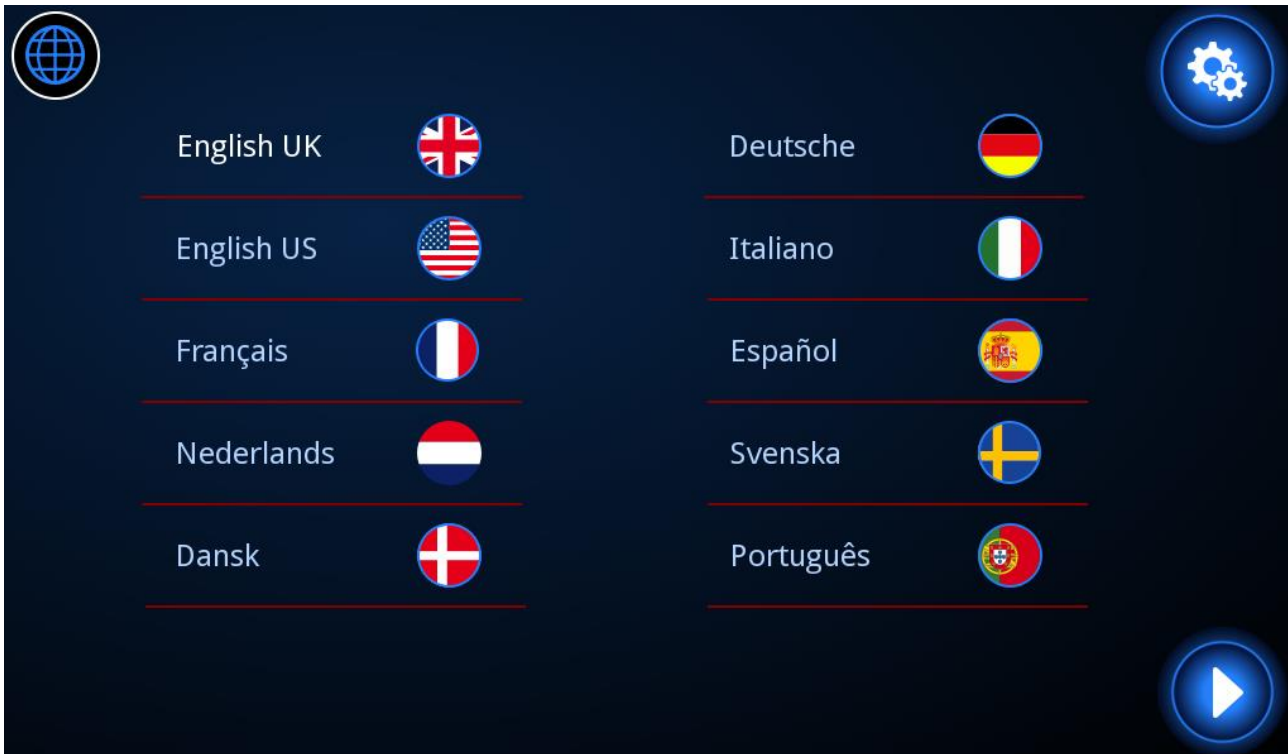 English UK
English US
Français
Nederlands
Dansk
Deutsche
Italiano
Español
Svenska
Português